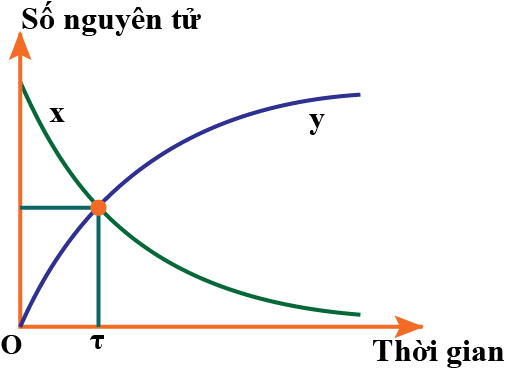 Số nguyên tử
x
y
O
τ
Thời gian